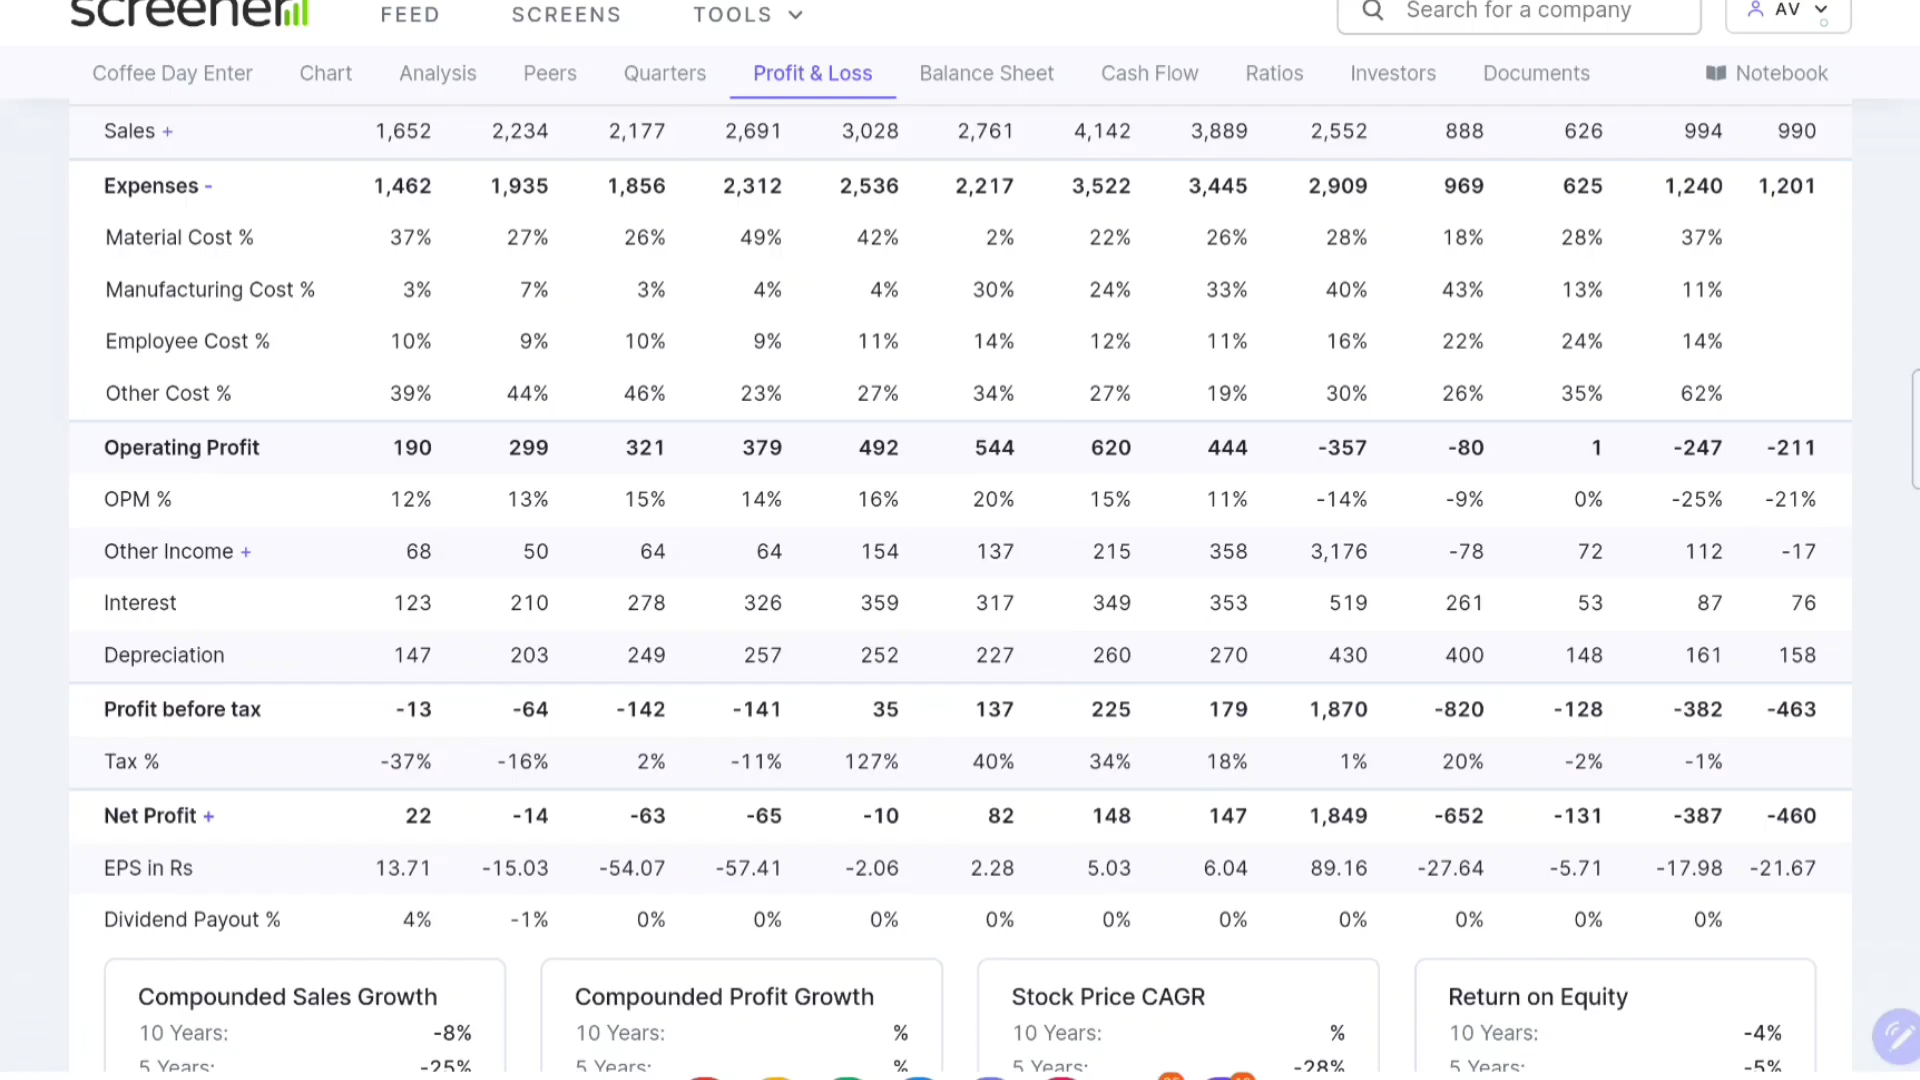 screener
FEED SCREENS TOOLS Search for a company AV
Coffee Day Enter Chart Analysis Peers Quarters Profit & Loss Balance Sheet Cash Flow Ratios Investors Documents Notebook
Sales + 1,652 2,234 2,177 2,691 3,028 2,761 4,142 3,889 2,552 888 626 994 990
Expenses - 1,462 1,935 1,856 2,312 2,536 2,217 3,522 3,445 2,909 969 625 1,240 1,201
Material Cost % 37% 27% 26% 49% 42% 2% 22% 26% 28% 18% 28% 37%
Manufacturing Cost % 3% 7% 3% 4% 4% 30% 24% 33% 40% 43% 13% 11%
Employee Cost % 10% 9% 10% 9% 11% 14% 12% 11% 16% 22% 24% 14%
Other Cost % 39% 44% 46% 23% 27% 34% 27% 19% 30% 26% 35% 62%
Operating Profit 190 299 321 379 492 544 620 444 -357 -80 1 -247 -211
OPM % 12% 13% 15% 14% 16% 20% 15% 11% -14% -9% 0% -25% -21%
Other Income + 68 50 64 64 154 137 215 358 3,176 -78 72 112 -17
Interest 123 210 278 326 359 317 349 353 519 261 53 87 76
Depreciation 147 203 249 257 252 227 260 270 430 400 148 161 158
Profit before tax -13 -64 -142 -141 35 137 225 179 1,870 -820 -128 -382 -463
Tax % -37% -16% 2% -11% 127% 40% 34% 18% 1% 20% -2% -1%
Net Profit + 22 -14 -63 -65 -10 82 148 147 1,849 -652 -131 -387 -460
EPS in Rs 13.71 -15.03 -54.07 -57.41 -2.06 2.28 5.03 6.04 89.16 -27.64 -5.71 -17.98 -21.67
Dividend Payout % 4% -1% 0% 0% 0% 0% 0% 0% 0% 0% 0% 0%
Compounded Sales Growth Compounded Profit Growth Stock Price CAGR Return on Equity
10 Years: -8% 10 Years: % 10 Years: % 10 Years: -4%
5 Years: -25% 5 Years: % 5 Years: -28% 5 Years: -5%